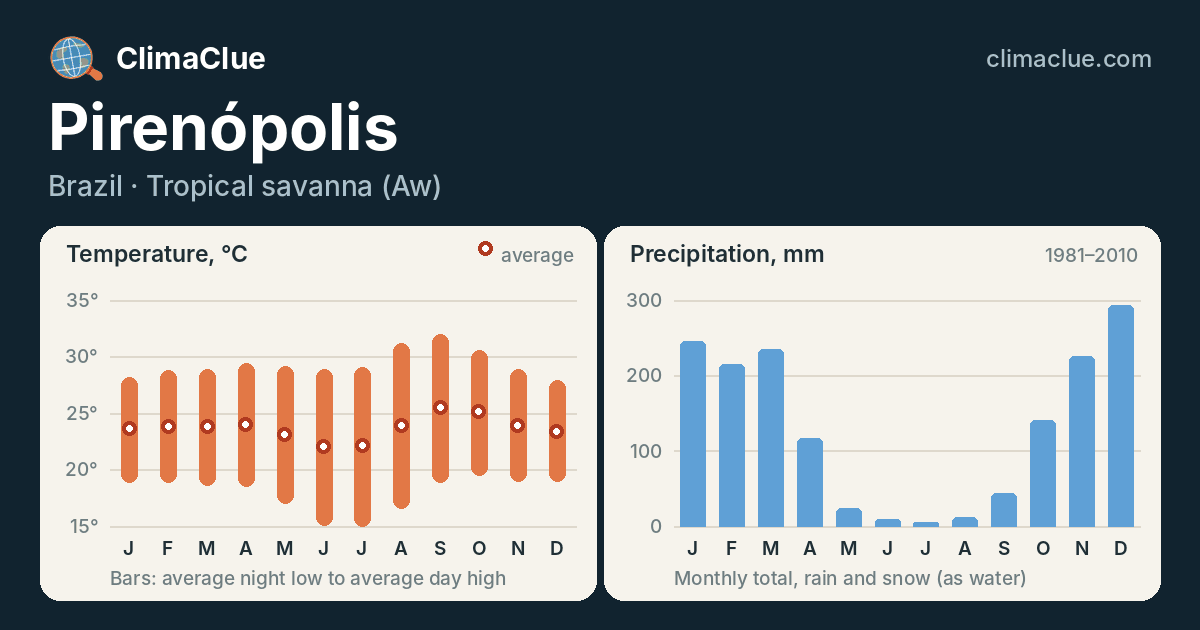 ClimaClue
climaclue.com
Pirenópolis
Brazil · Tropical savanna (Aw)
Temperature, °C
average
35°
30°
25°
20°
15°
J F M A M J J A S O N D
Bars: average night low to average day high
Precipitation, mm
1981–2010
300
200
100
0
J F M A M J J A S O N D
Monthly total, rain and snow (as water)